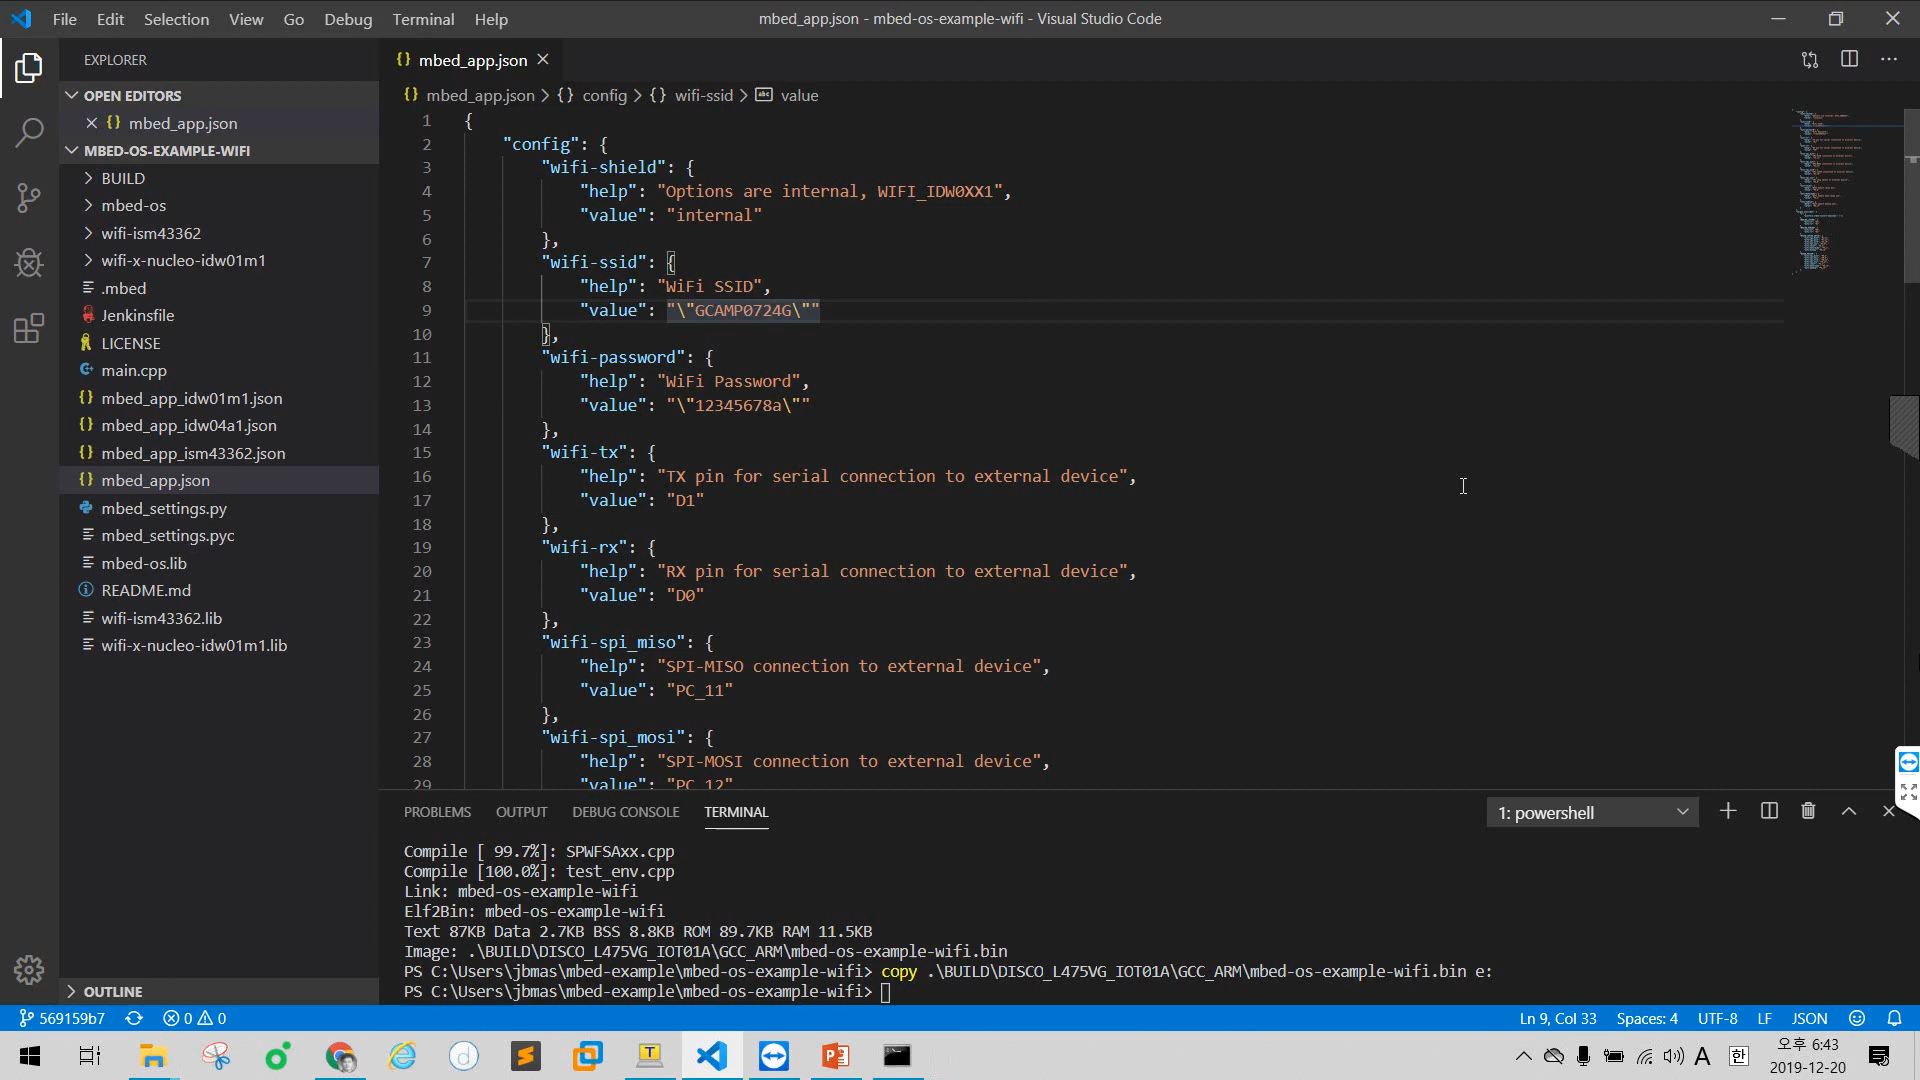 File Edit Selection View Go Debug Terminal Help
mbed_app.json - mbed-os-example-wifi - Visual Studio Code
EXPLORER
OPEN EDITORS
mbed_app.json
MBED-OS-EXAMPLE-WIFI
BUILD
mbed-os
wifi-ism43362
wifi-x-nucleo-idw01m1
.mbed
Jenkinsfile
LICENSE
main.cpp
mbed_app_idw01m1.json
mbed_app_idw04a1.json
mbed_app_ism43362.json
mbed_app.json
mbed_settings.py
mbed_settings.pyc
mbed-os.lib
README.md
wifi-ism43362.lib
wifi-x-nucleo-idw01m1.lib
OUTLINE
{} mbed_app.json
{} mbed_app.json > {} config > {} wifi-ssid > abc value
1 {
2 "config": {
3 "wifi-shield": {
4 "help": "Options are internal, WIFI_IDW0XX1",
5 "value": "internal"
6 },
7 "wifi-ssid": {
8 "help": "WiFi SSID",
9 "value": "\"GCAMP0724G\""
10 },
11 "wifi-password": {
12 "help": "WiFi Password",
13 "value": "\"12345678a\""
14 },
15 "wifi-tx": {
16 "help": "TX pin for serial connection to external device",
17 "value": "D1"
18 },
19 "wifi-rx": {
20 "help": "RX pin for serial connection to external device",
21 "value": "D0"
22 },
23 "wifi-spi_miso": {
24 "help": "SPI-MISO connection to external device",
25 "value": "PC_11"
26 },
27 "wifi-spi_mosi": {
28 "help": "SPI-MOSI connection to external device",
29 "value": "PC_12"
PROBLEMS OUTPUT DEBUG CONSOLE TERMINAL
1: powershell
Compile [ 99.7%]: SPWFSAxx.cpp
Compile [100.0%]: test_env.cpp
Link: mbed-os-example-wifi
Elf2Bin: mbed-os-example-wifi
Text 87KB Data 2.7KB BSS 8.8KB ROM 89.7KB RAM 11.5KB
Image: .\BUILD\DISCO_L475VG_IOT01A\GCC_ARM\mbed-os-example-wifi.bin
PS C:\Users\jbmas\mbed-example\mbed-os-example-wifi> copy .\BUILD\DISCO_L475VG_IOT01A\GCC_ARM\mbed-os-example-wifi.bin e:
PS C:\Users\jbmas\mbed-example\mbed-os-example-wifi>
569159b7 0 0
Ln 9, Col 33 Spaces: 4 UTF-8 LF JSON
A 한
오후 6:43
2019-12-20